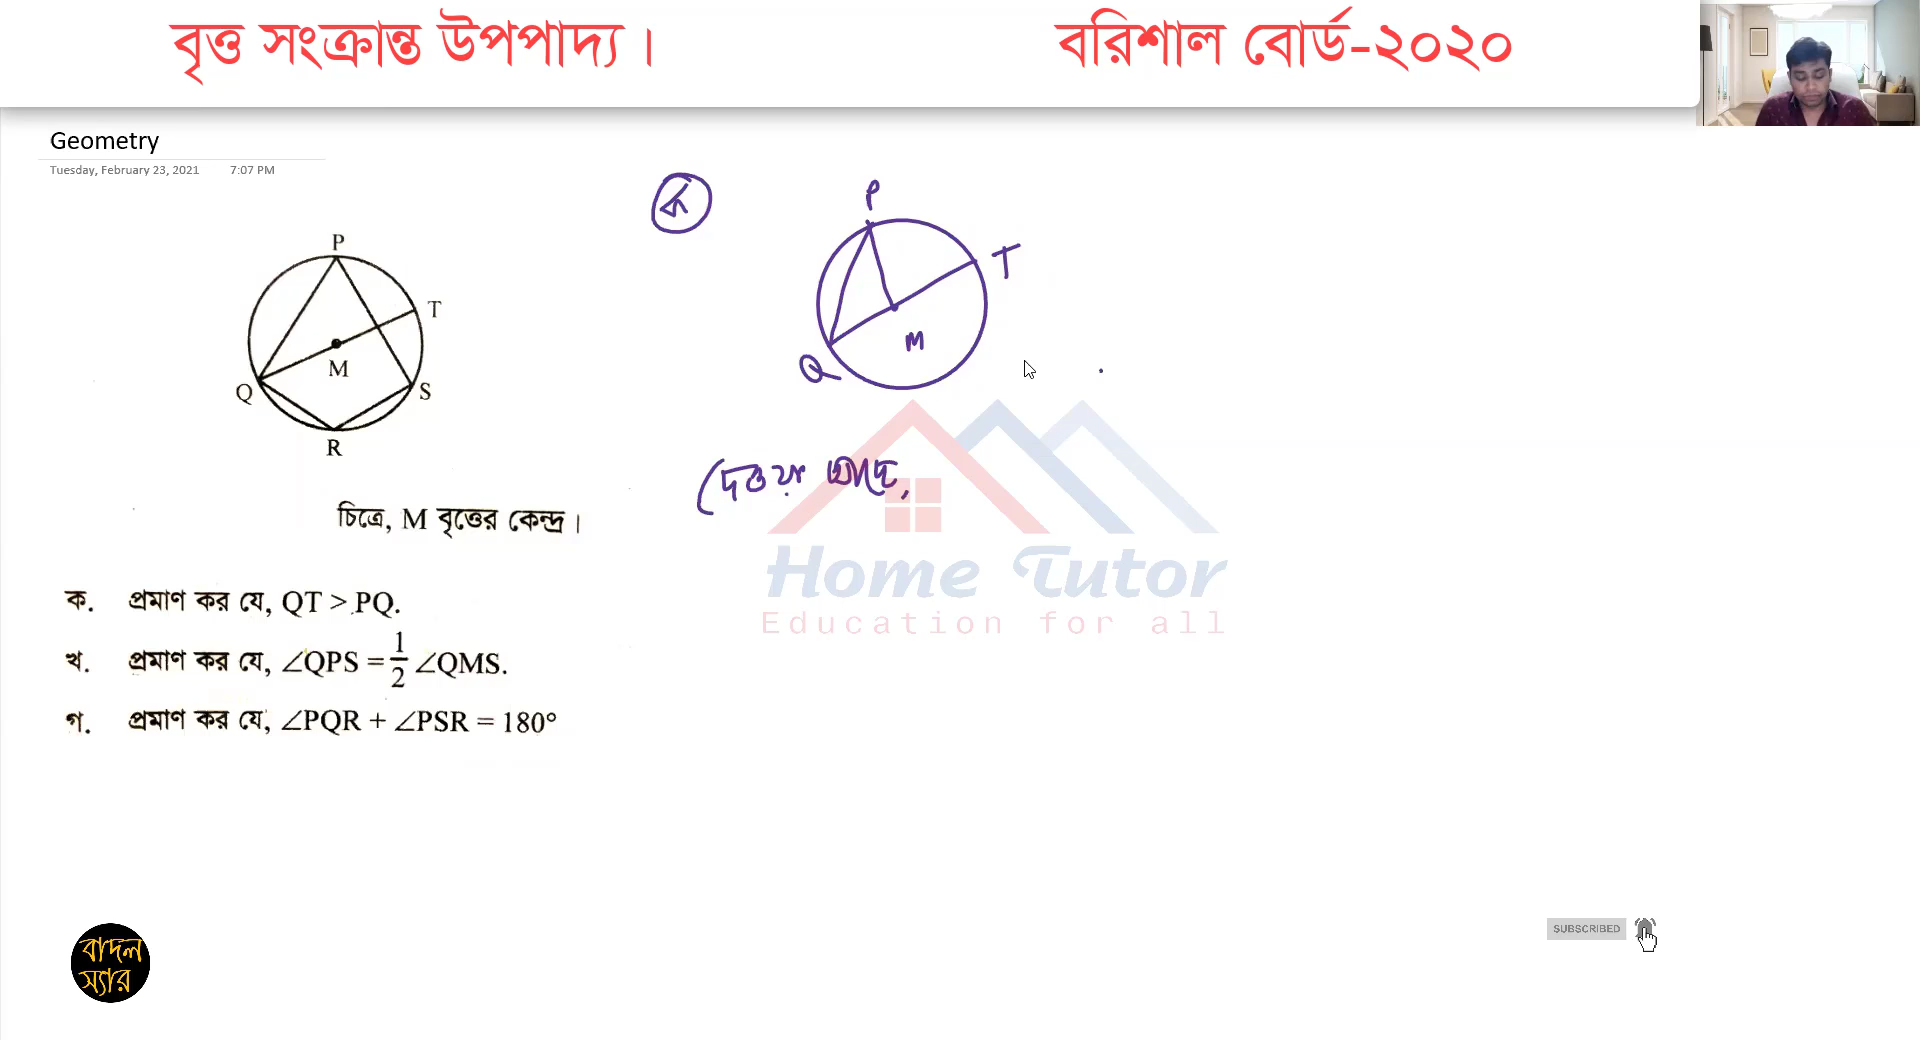 বৃত্ত সংক্রান্ত উপপাদ্য।
বরিশাল বোর্ড-২০২০
Geometry
Tuesday, February 23, 2021 7:07 PM
P
T
M
Q
S
R
চিত্রে, M বৃত্তের কেন্দ্র।
ক. প্রমাণ কর যে, QT > PQ.
খ. প্রমাণ কর যে, ∠QPS = 1/2 ∠QMS.
গ. প্রমাণ কর যে, ∠PQR + ∠PSR = 180°
ক
P
T
M
Q
দেওয়া আছে,
Home Tutor
Education for all
বাদল
স্যার
SUBSCRIBED